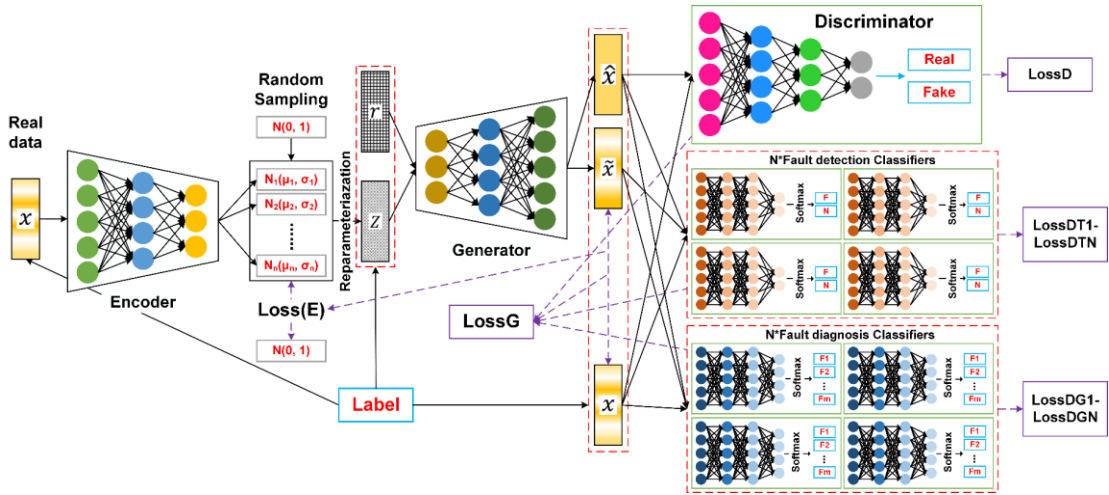 Real
data
x
Encoder
Random
Sampling
N(0, 1)
N₁(μ₁, σ₁)
N₂(μ₂, σ₂)
......
Nₙ(μₙ, σₙ)
Loss(E)
N(0, 1)
Reparameteriazation
r
Z
Generator
Label
LossG
x̂
x̃
x
Discriminator
Real
Fake
LossD
N*Fault detection Classifiers
Softmax
F
N
Softmax
F
N
Softmax
F
N
Softmax
F
N
LossDT1-
LossDTN
N*Fault diagnosis Classifiers
Softmax
F1
F2
...
Fm
Softmax
F1
F2
...
Fm
Softmax
F1
F2
...
Fm
Softmax
F1
F2
...
Fm
LossDG1-
LossDGN